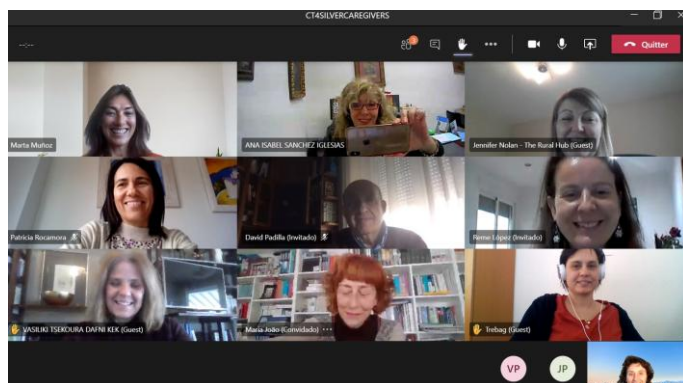 CT4SILVERCAREGIVERS
--:--
3
Quitter
Marta Muñoz
ANA ISABEL SANCHEZ IGLESIAS
Jennifer Nolan - The Rural Hub (Guest)
Patricia Rocamora
David Padilla (Invitado)
Reme López (Invitado)
VASILIKI TSEKOURA DAFNI KEK (Guest)
Maria João (Convidado)
Trebag (Guest)
VP
JP